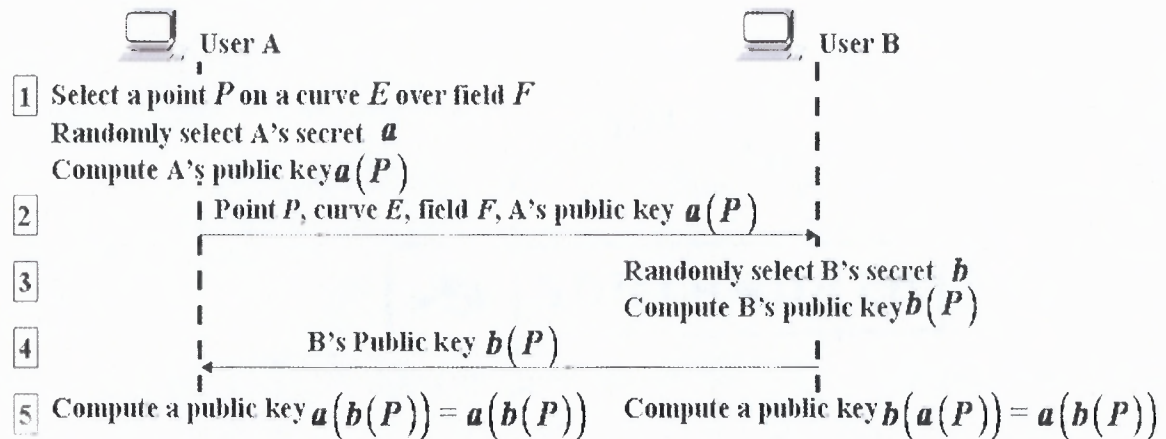 User A
User B
1 Select a point P on a curve E over field F
Randomly select A's secret a
Compute A's public key a(P)
2 Point P, curve E, field F, A's public key a(P)
3 Randomly select B's secret b
Compute B's public key b(P)
4 B's Public key b(P)
5 Compute a public key a(b(P)) = a(b(P)) Compute a public key b(a(P)) = a(b(P))